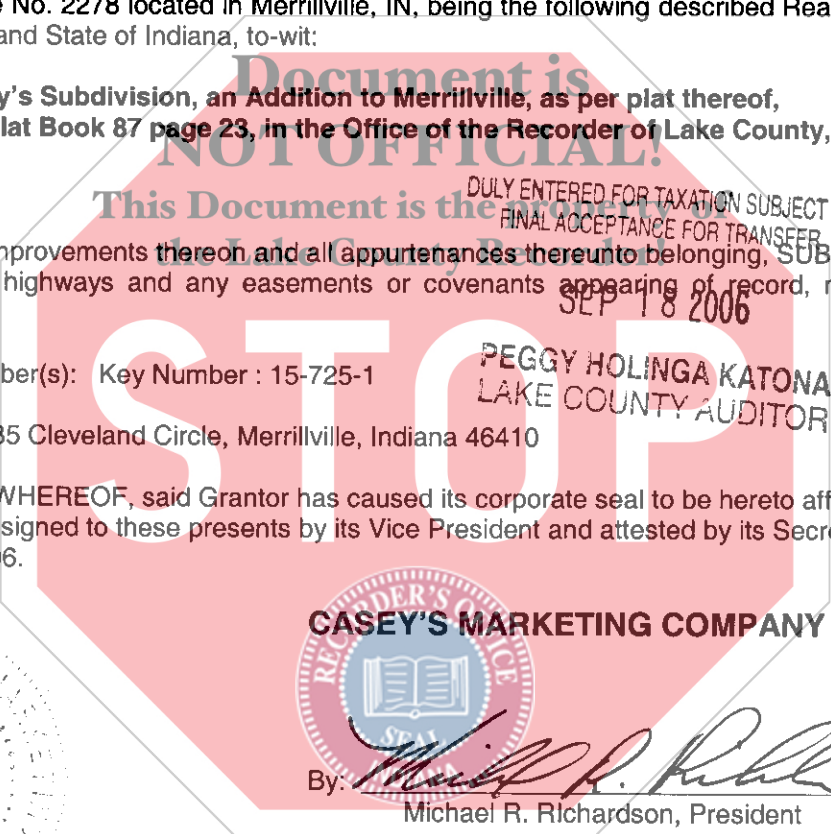 e No. 2278 located in Merrillville, IN, being the following described Rea
and State of Indiana, to-wit:
Document is
y's Subdivision, an Addition to Merrillville, as per plat thereof,
lat Book 87 page 23, in the Office of the Recorder of Lake County,
NOT OFFICIAL!
DULY ENTERED FOR TAXATION SUBJECT
This Document is the property of
FINAL ACCEPTANCE FOR TRANSFER
mprovements thereon and all appurtenances thereunto belonging, SUB
the Lake County Recorder!
highways and any easements or covenants appearing of record, r
SEP 18 2006
STOP
PEGGY HOLINGA KATONA
ber(s): Key Number : 15-725-1
LAKE COUNTY AUDITOR
35 Cleveland Circle, Merrillville, Indiana 46410
WHEREOF, said Grantor has caused its corporate seal to be hereto aff
signed to these presents by its Vice President and attested by its Secre
06.
RECORDER'S OFFICE
CASEY'S MARKETING COMPANY
SEAL
INDIANA
By:
Michael R. RIchardson, President